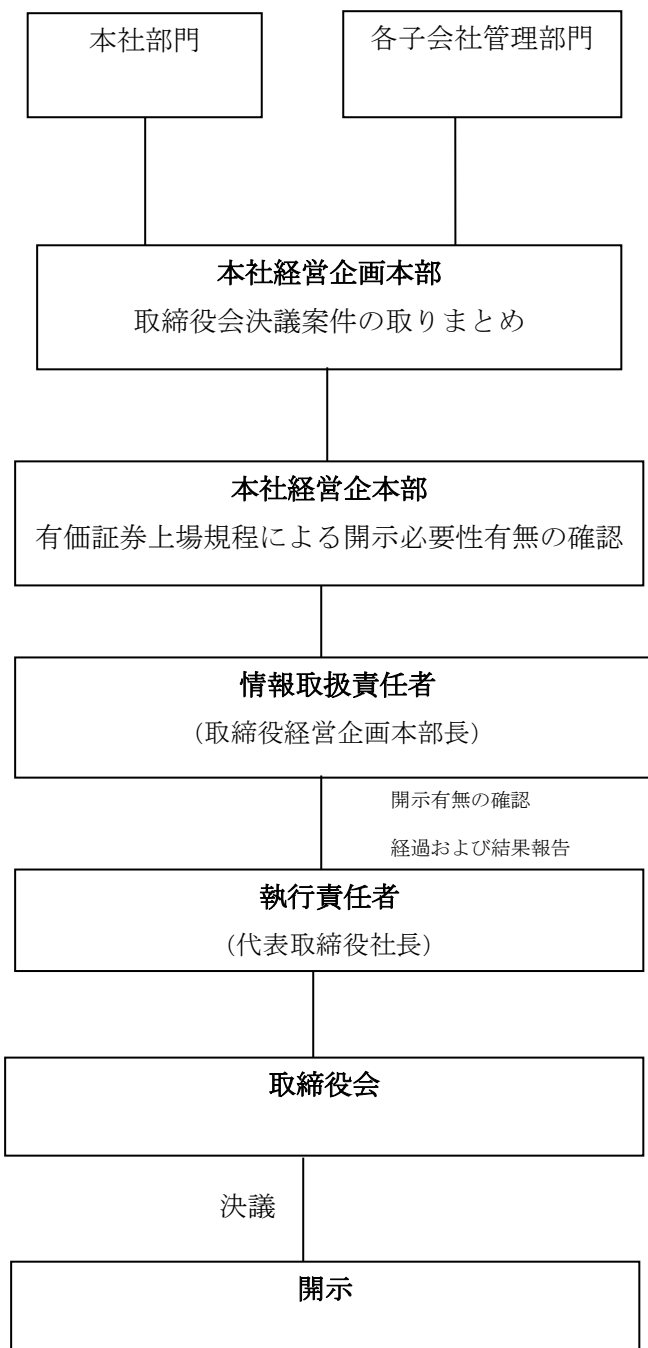 本社部門
各子会社管理部門
本社経営企画本部
取締役会決議案件の取りまとめ
本社経営企本部
有価証券上場規程による開示必要性有無の確認
情報取扱責任者
(取締役経営企画本部長)
開示有無の確認
経過および結果報告
執行責任者
(代表取締役社長)
取締役会
決議
開示